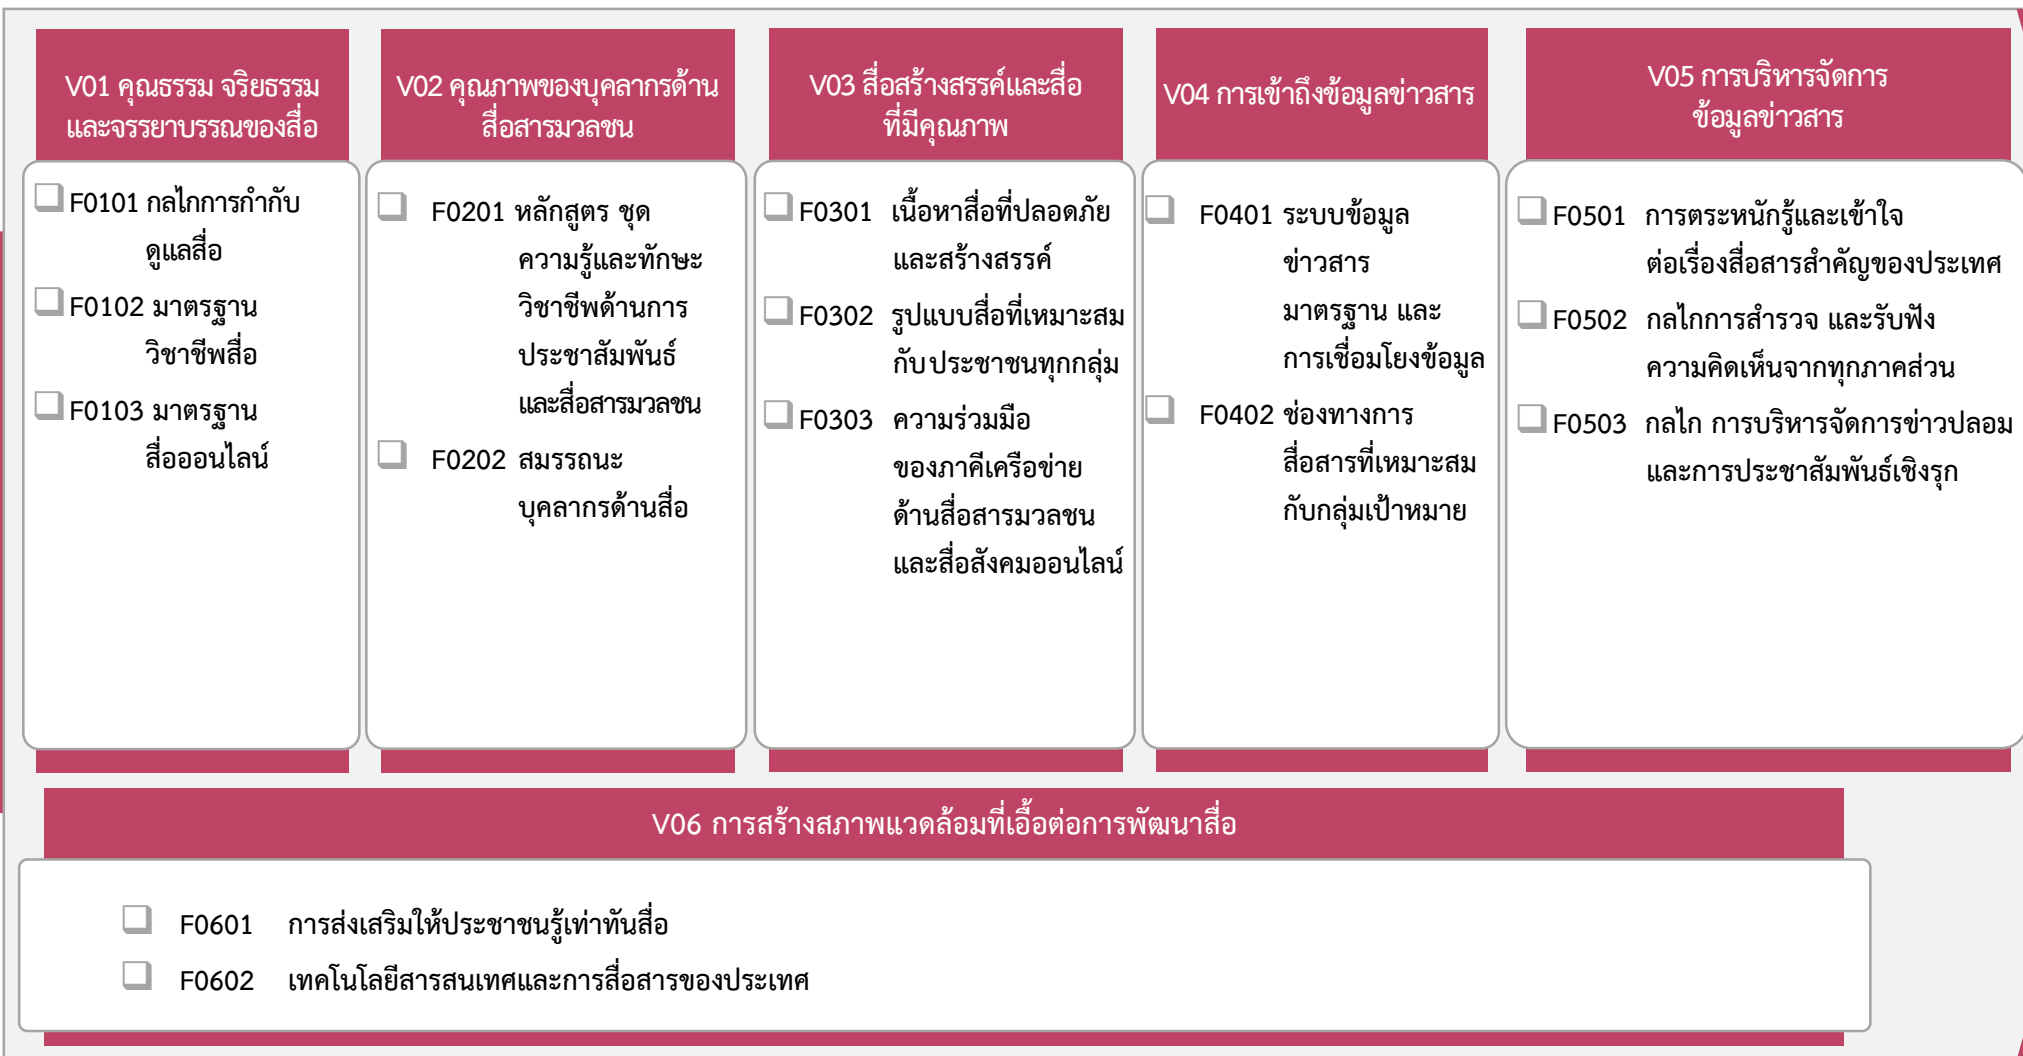 V01 คุณธรรม จริยธรรม
และจรรยาบรรณของสื่อ
F0101 กลไกการกำกับ
ดูแลสื่อ
F0102 มาตรฐาน
วิชาชีพสื่อ
F0103 มาตรฐาน
สื่อออนไลน์
V02 คุณภาพของบุคลากรด้าน
สื่อสารมวลชน
F0201 หลักสูตร ชุด
ความรู้และทักษะ
วิชาชีพด้านการ
ประชาสัมพันธ์
และสื่อสารมวลชน
F0202 สมรรถนะ
บุคลากรด้านสื่อ
V03 สื่อสร้างสรรค์และสื่อ
ที่มีคุณภาพ
F0301 เนื้อหาสื่อที่ปลอดภัย
และสร้างสรรค์
F0302 รูปแบบสื่อที่เหมาะสม
กับประชาชนทุกกลุ่ม
F0303 ความร่วมมือ
ของภาคีเครือข่าย
ด้านสื่อสารมวลชน
และสื่อสังคมออนไลน์
V04 การเข้าถึงข้อมูลข่าวสาร
F0401 ระบบข้อมูล
ข่าวสาร
มาตรฐาน และ
การเชื่อมโยงข้อมูล
F0402 ช่องทางการ
สื่อสารที่เหมาะสม
กับกลุ่มเป้าหมาย
V05 การบริหารจัดการ
ข้อมูลข่าวสาร
F0501 การตระหนักรู้และเข้าใจ
ต่อเรื่องสื่อสารสำคัญของประเทศ
F0502 กลไกการสำรวจ และรับฟัง
ความคิดเห็นจากทุกภาคส่วน
F0503 กลไก การบริหารจัดการข่าวปลอม
และการประชาสัมพันธ์เชิงรุก
V06 การสร้างสภาพแวดล้อมที่เอื้อต่อการพัฒนาสื่อ
F0601 การส่งเสริมให้ประชาชนรู้เท่าทันสื่อ
F0602 เทคโนโลยีสารสนเทศและการสื่อสารของประเทศ